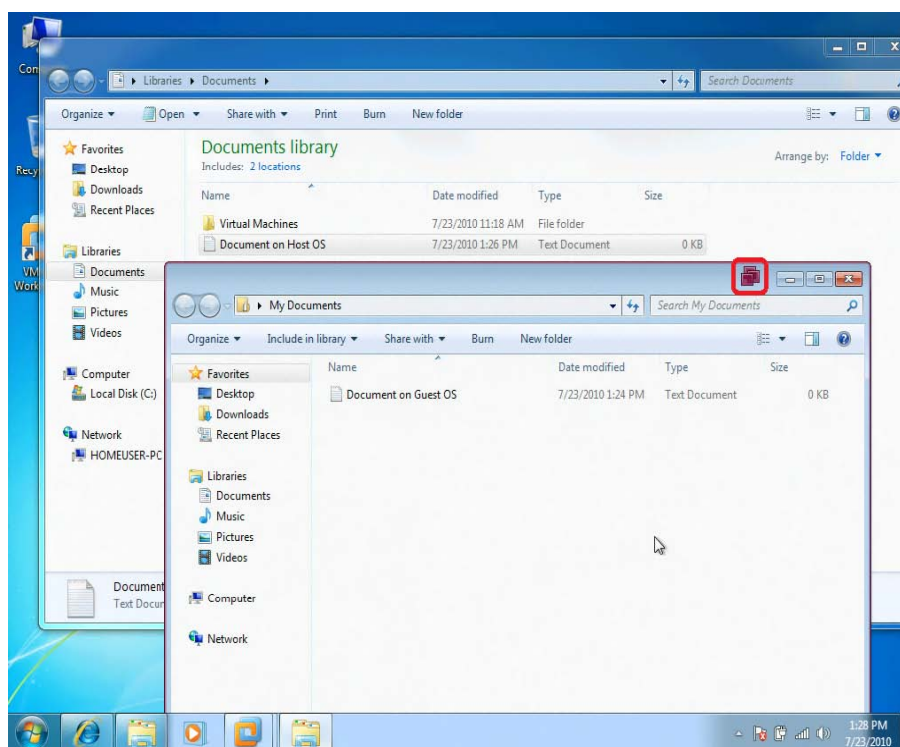 Con
Libraries Documents
Search Documents
Organize Open Share with Print Burn New folder
Favorites
Desktop
Downloads
Recent Places
Libraries
Documents
Music
Pictures
Videos
Computer
Local Disk (C:)
Network
HOMEUSER-PC
Recy
VM
Work
Documents library
Includes: 2 locations
Arrange by: Folder
Name Date modified Type Size
Virtual Machines 7/23/2010 11:18 AM File folder
Document on Host OS 7/23/2010 1:26 PM Text Document 0 KB
Document
Text Docum
My Documents
Search My Documents
Organize Include in library Share with Burn New folder
Favorites
Desktop
Downloads
Recent Places
Libraries
Documents
Music
Pictures
Videos
Computer
Network
Name Date modified Type Size
Document on Guest OS 7/23/2010 1:24 PM Text Document 0 KB
1:28 PM
7/23/2010